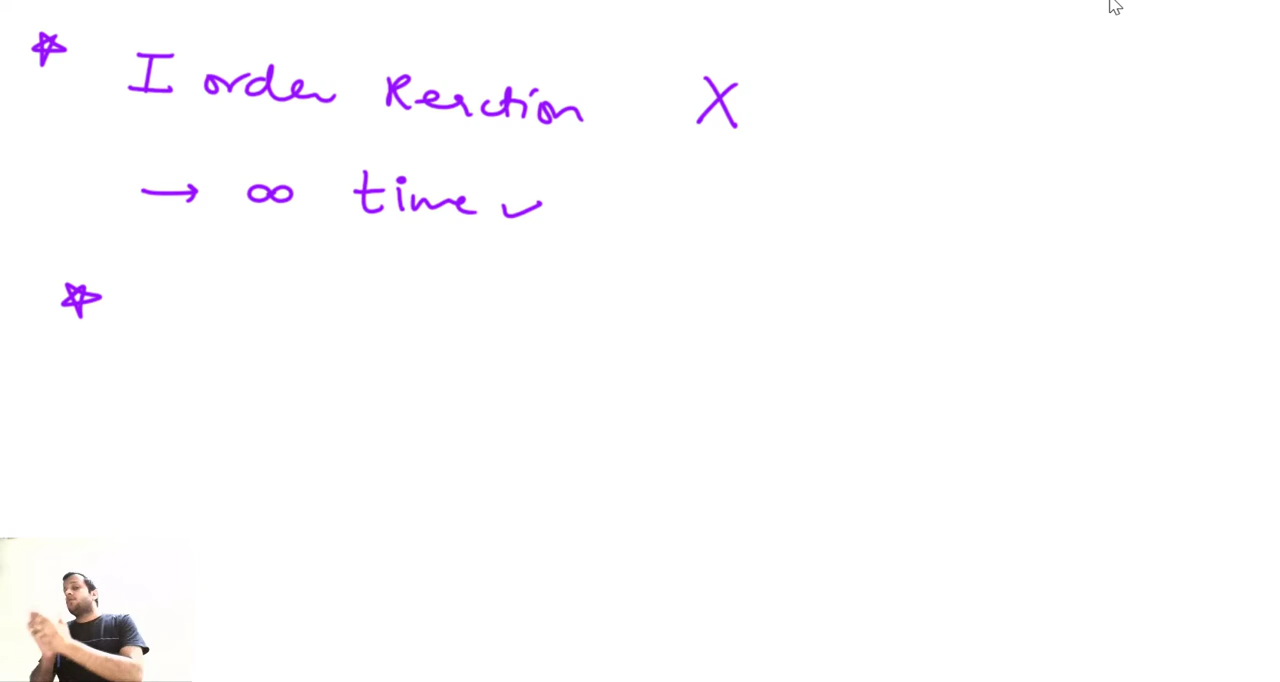 I order Reaction X
→ ∞ time ✓